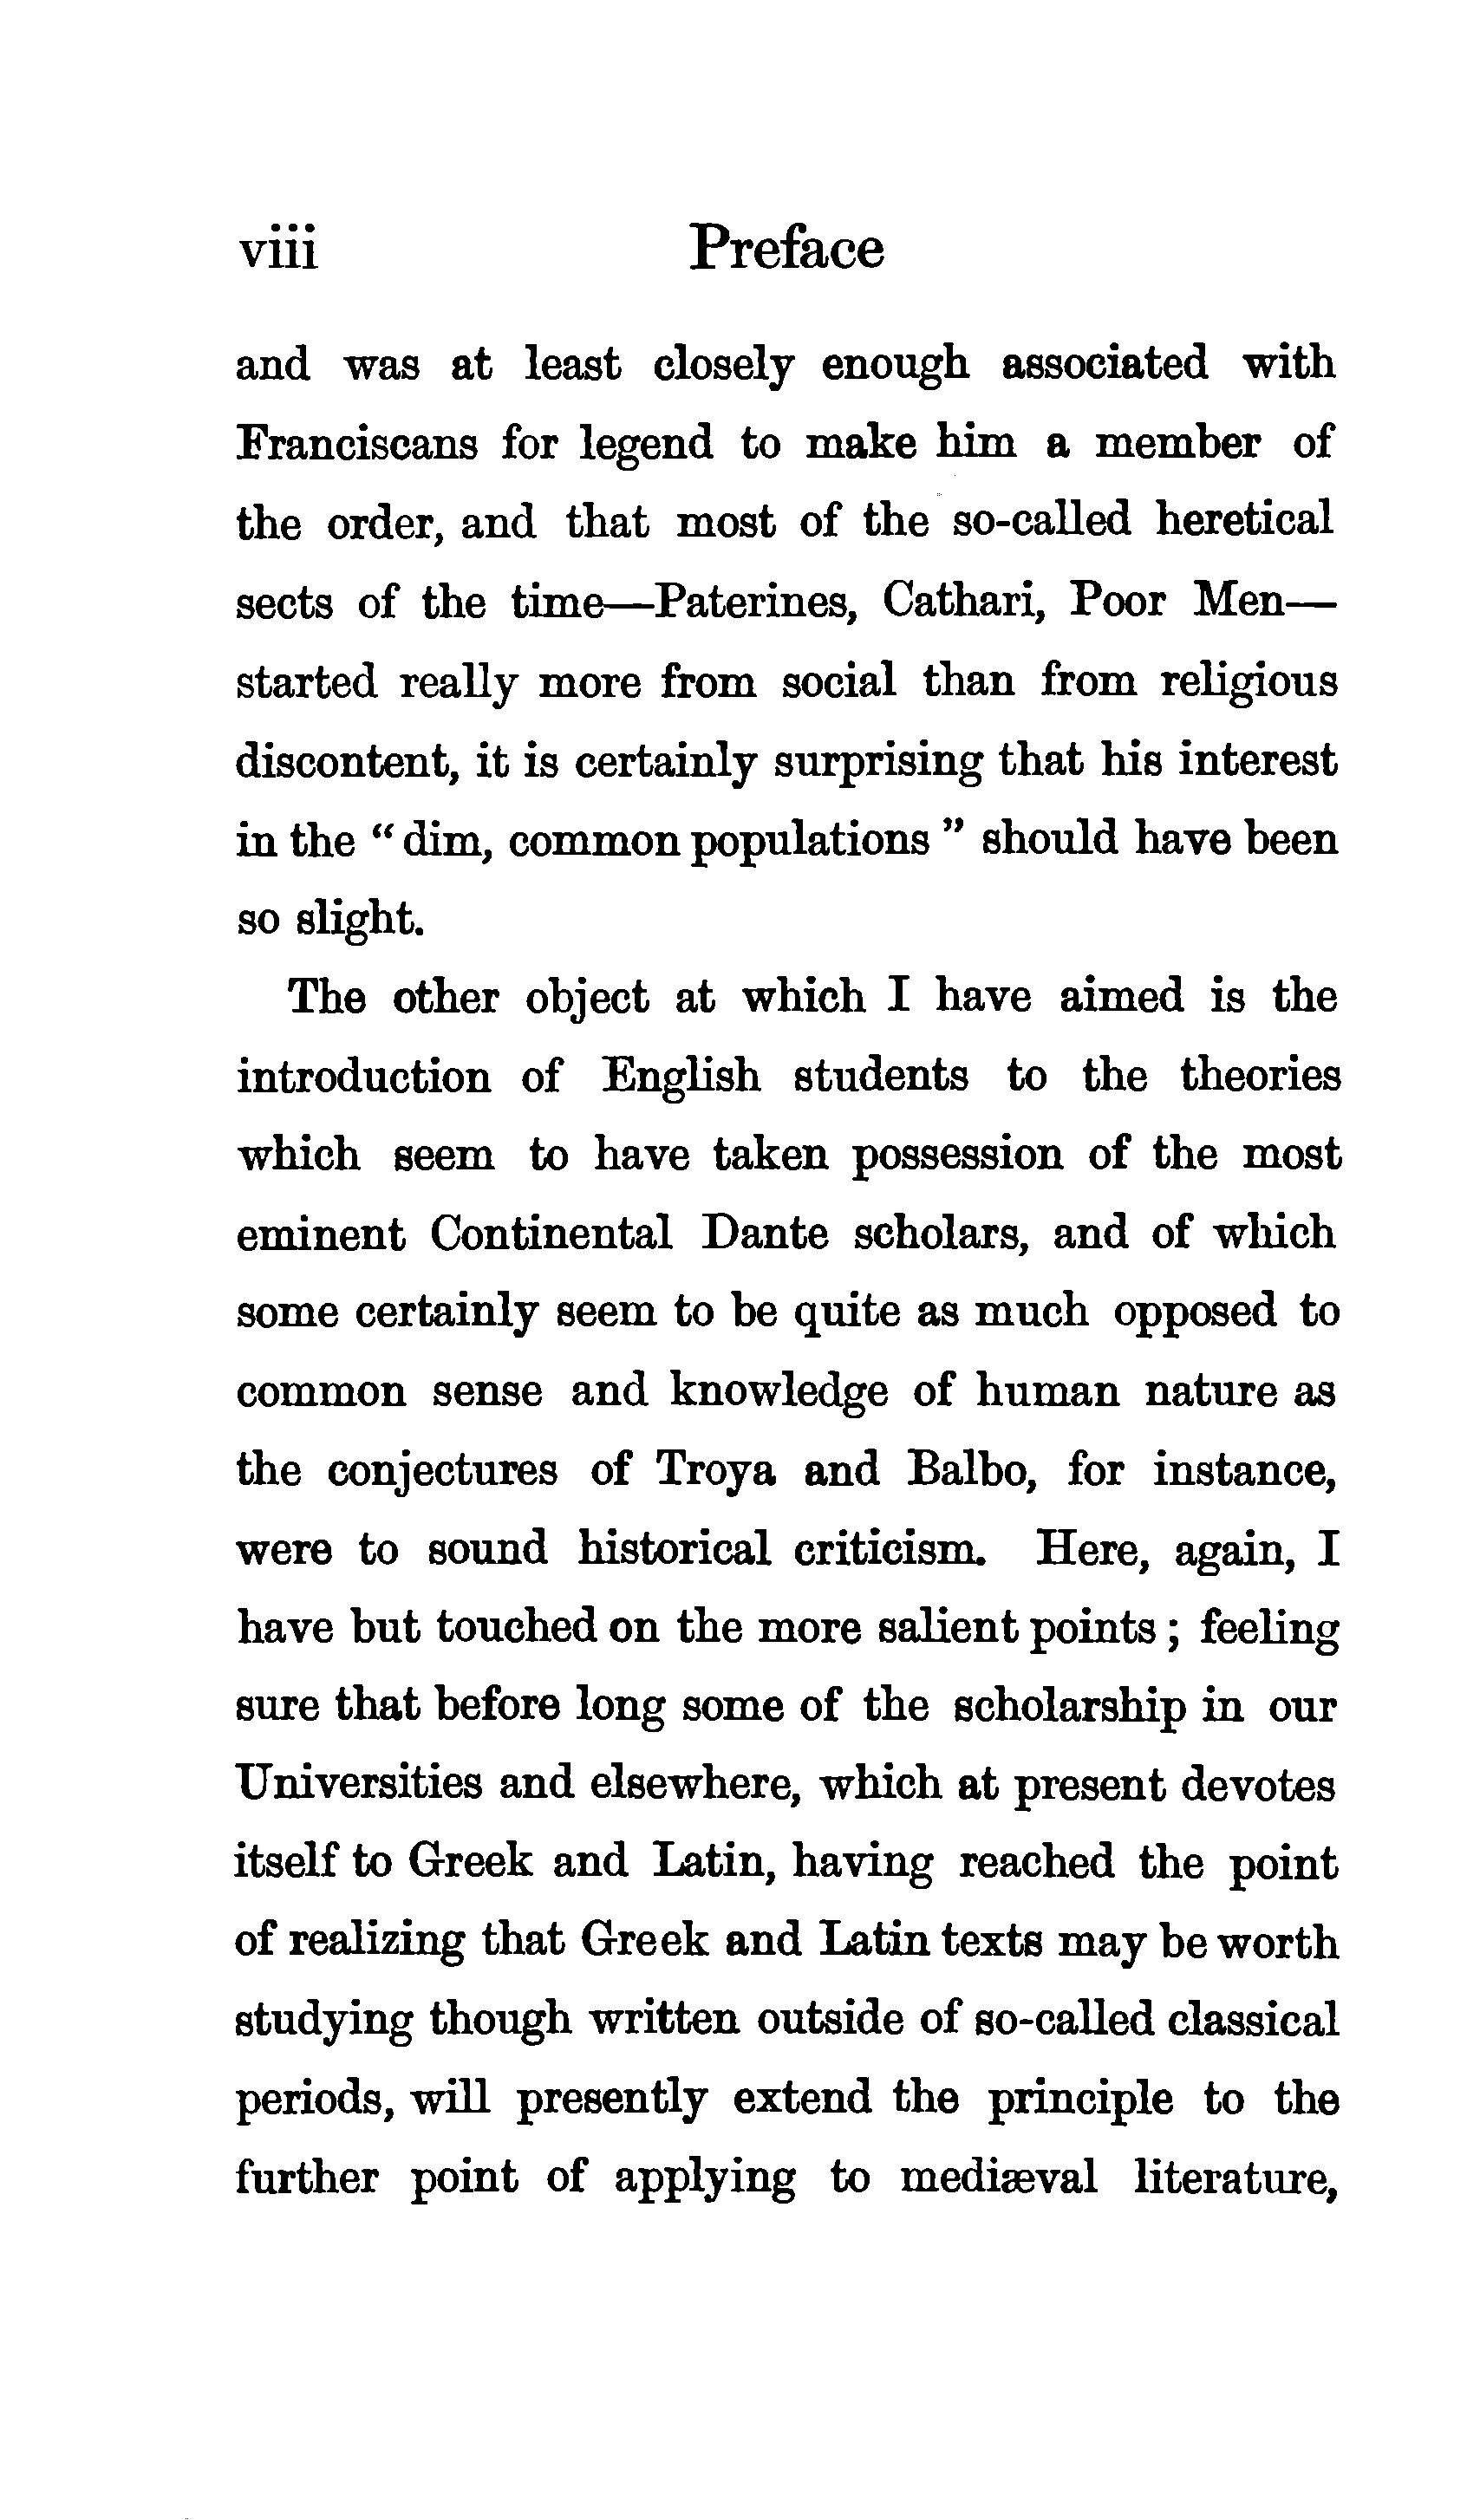 viii Preface
and was at least closely enough associated with
Franciscans for legend to make him a member of
the order, and that most of the so-called heretical
sects of the time—Paterines, Cathari, Poor Men—
started really more from social than from religious
discontent, it is certainly surprising that his interest
in the " dim, common populations " should have been
so slight.
The other object at which I have aimed is the
introduction of English students to the theories
which seem to have taken possession of the most
eminent Continental Dante scholars, and of which
some certainly seem to be quite as much opposed to
common sense and knowledge of human nature as
the conjectures of Troya and Balbo, for instance,
were to sound historical criticism. Here, again, I
have but touched on the more salient points ; feeling
sure that before long some of the scholarship in our
Universities and elsewhere, which at present devotes
itself to Greek and Latin, having reached the point
of realizing that Greek and Latin texts may be worth
studying though written outside of so-called classical
periods, will presently extend the principle to the
further point of applying to mediæval literature,